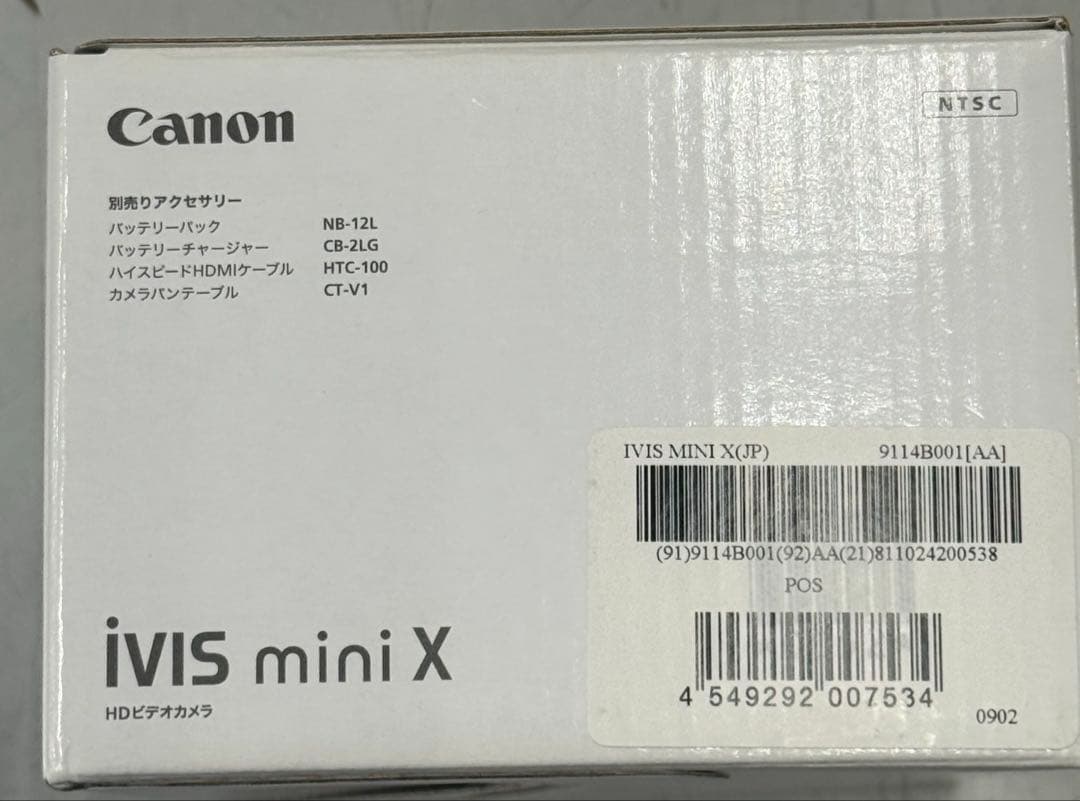 Canon
NTSC
別売りアクセサリー
バッテリーパック NB-12L
バッテリーチャージャー CB-2LG
ハイスピードHDMIケーブル HTC-100
カメラパンテーブル CT-V1
IVIS MINI X(JP) 9114B001[AA]
(91)9114B001(92)AA(21)811024200538
POS
4 549292 007534
0902
iVIS mini X
HDビデオカメラ